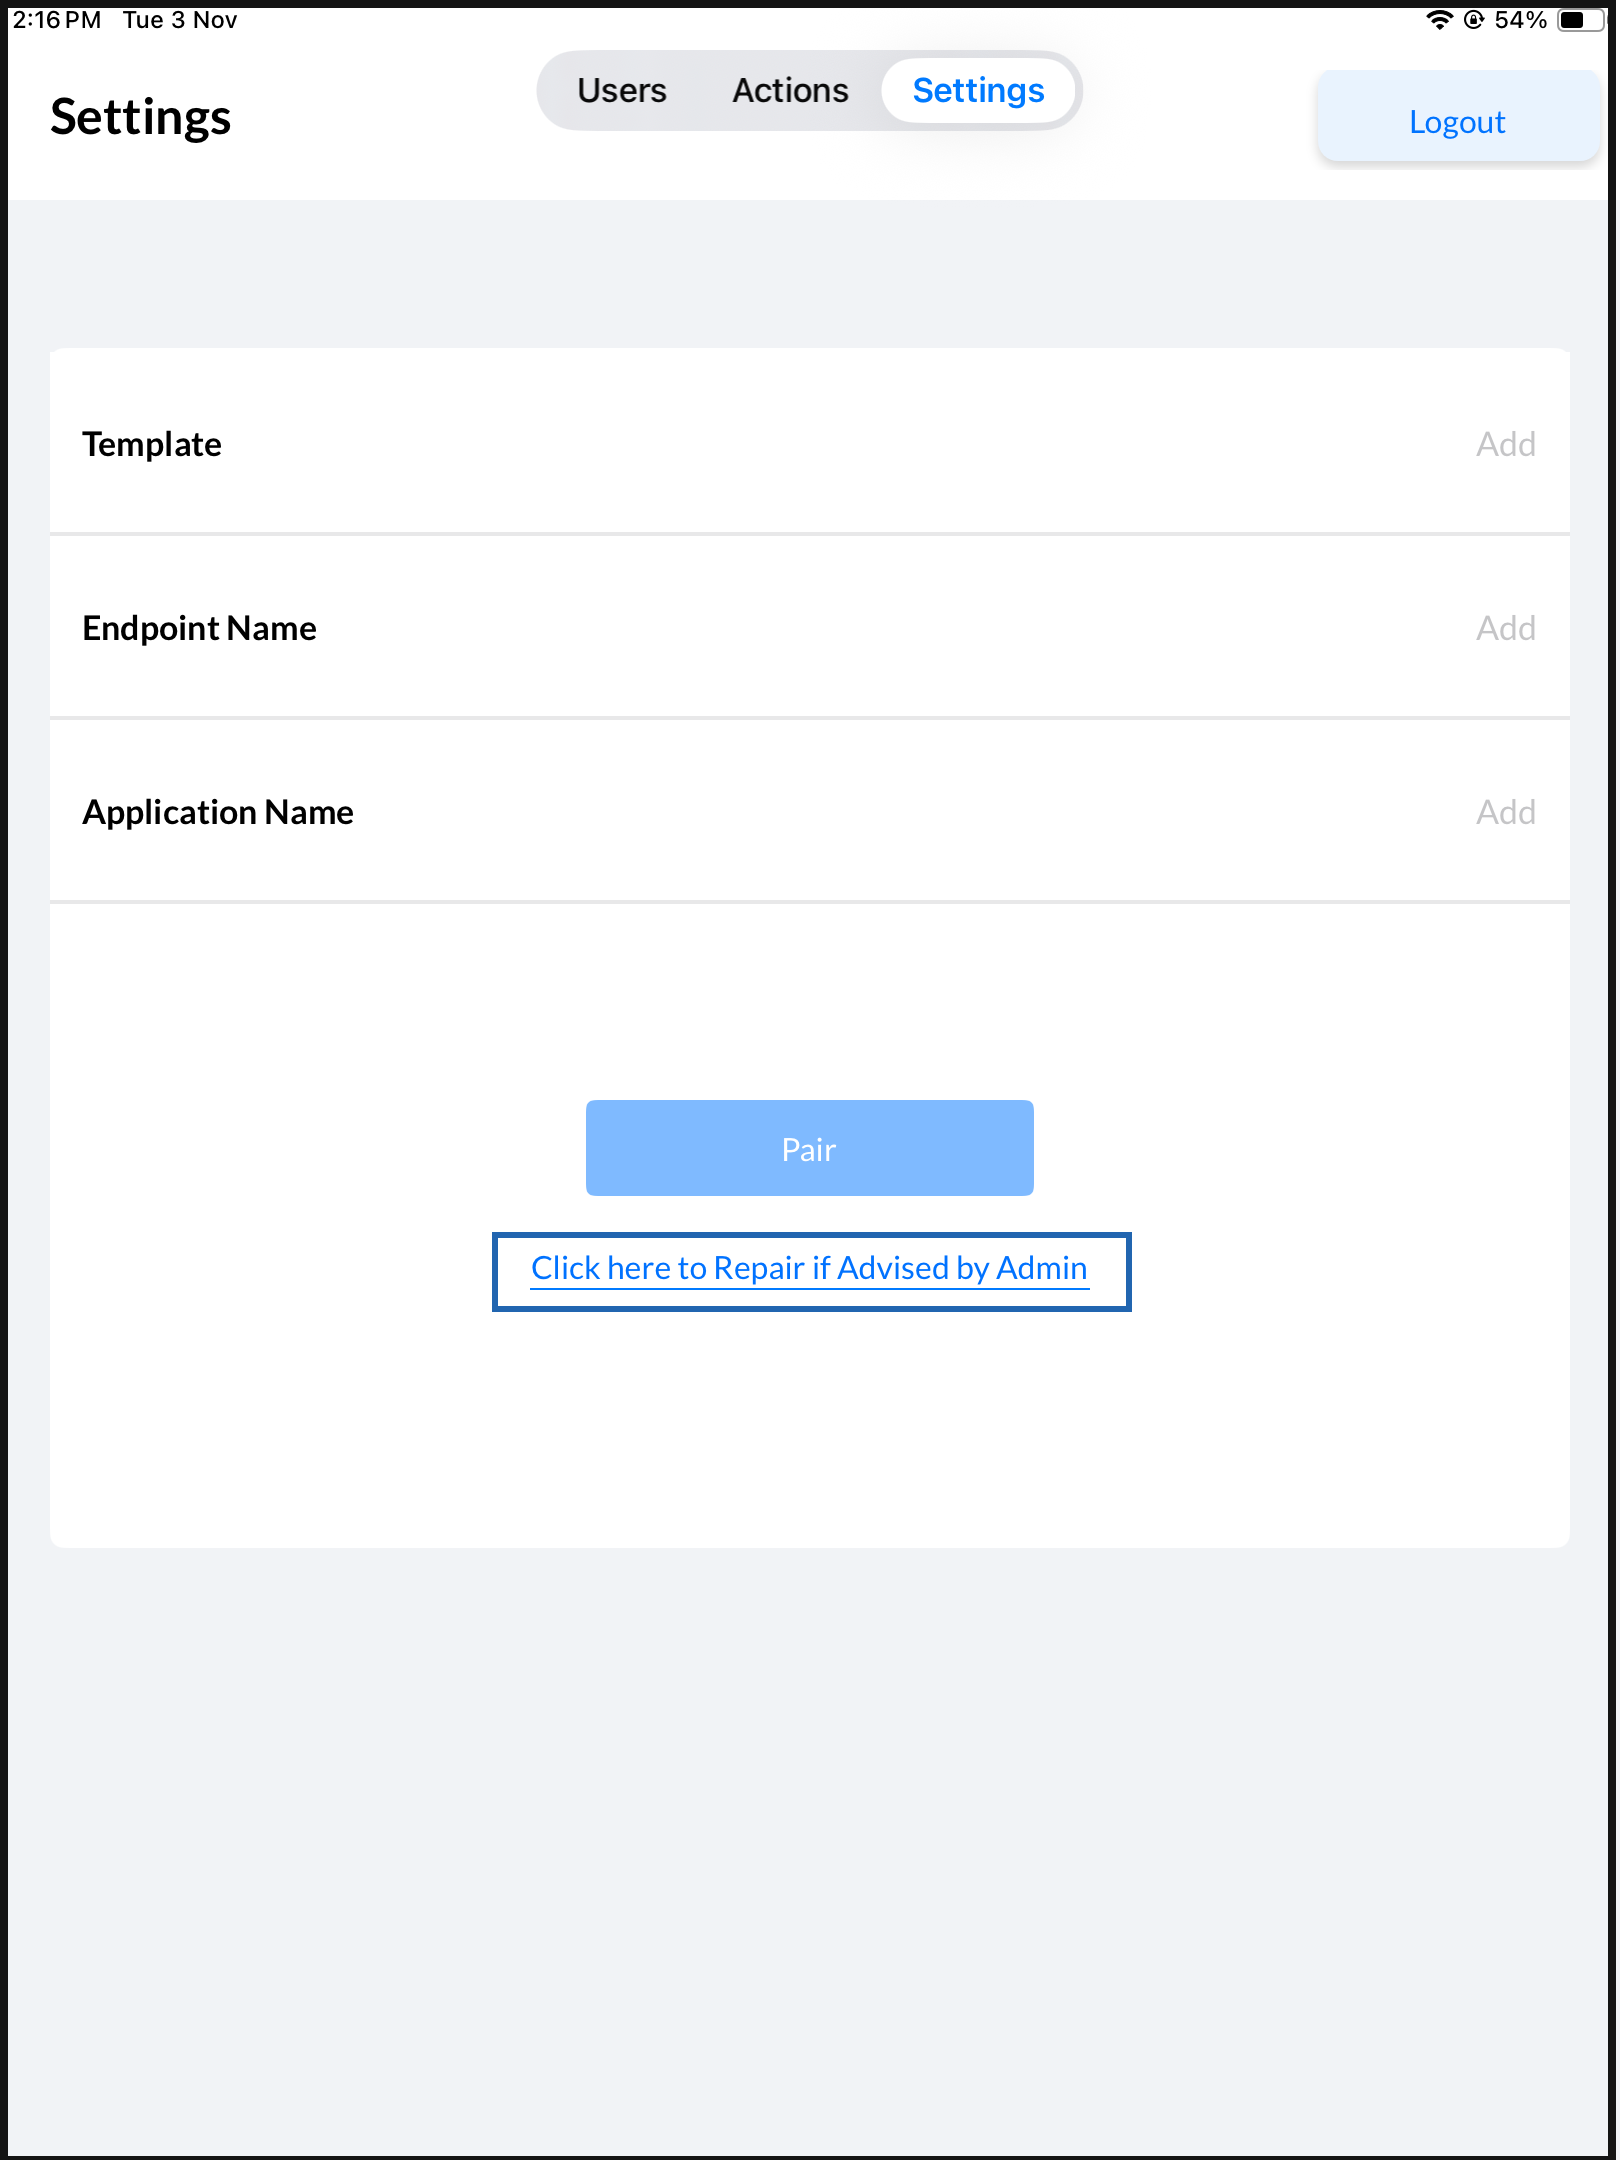 2:16 PM Tue 3 Nov 54%
Users Actions Settings
Settings
Logout
Template Add
Endpoint Name Add
Application Name Add
Pair
Click here to Repair if Advised by Admin